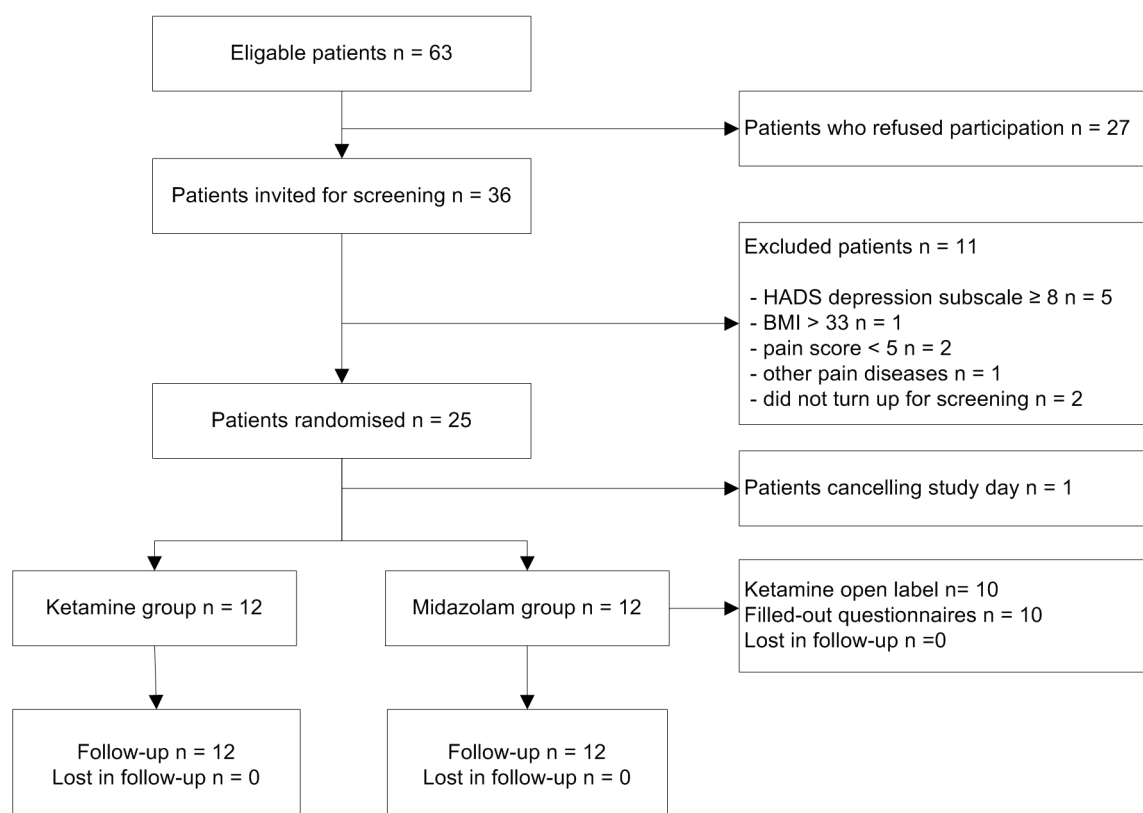 Eligable patients n = 63
Patients who refused participation n = 27
Patients invited for screening n = 36
Excluded patients n = 11
- HADS depression subscale ≥ 8 n = 5
- BMI > 33 n = 1
- pain score < 5 n = 2
- other pain diseases n = 1
- did not turn up for screening n = 2
Patients randomised n = 25
Patients cancelling study day n = 1
Ketamine group n = 12
Midazolam group n = 12
Ketamine open label n= 10
Filled-out questionnaires n = 10
Lost in follow-up n =0
Follow-up n = 12
Lost in follow-up n = 0
Follow-up n = 12
Lost in follow-up n = 0